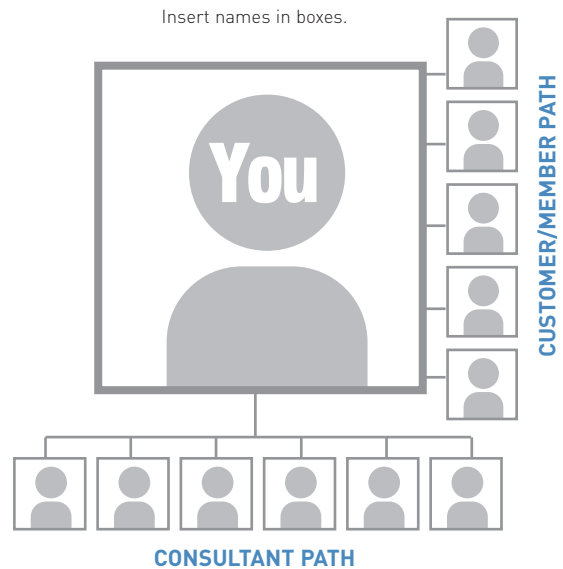 Insert names in boxes.
You
CUSTOMER/MEMBER PATH
CONSULTANT PATH